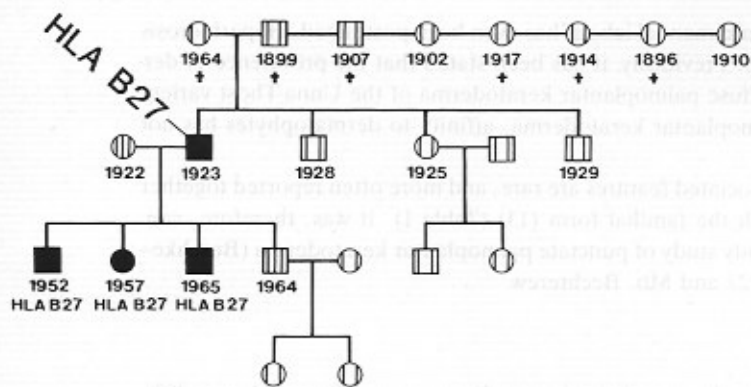 HLA B27
1964 1899 1907 1902 1917 1914 1896 1910
† † † † † †
1922 1923 1928 1925 1929
1952 1957 1965 1964
HLA B27 HLA B27 HLA B27